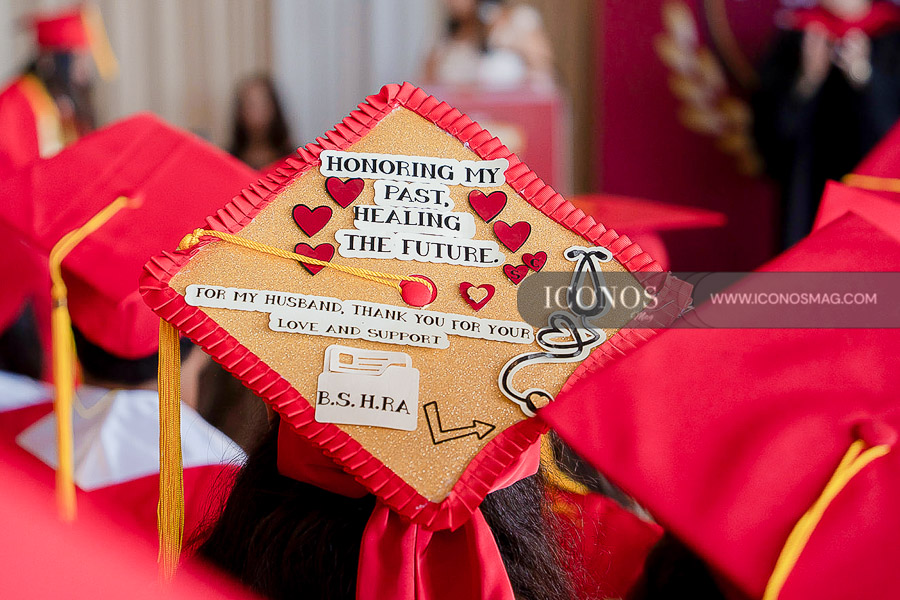 HONORING MY
PAST,
HEALING
THE FUTURE.
FOR MY HUSBAND, THANK YOU FOR YOUR
LOVE AND SUPPORT
B.S. H.RA
ICONOS
WWW.ICONOSMAG.COM